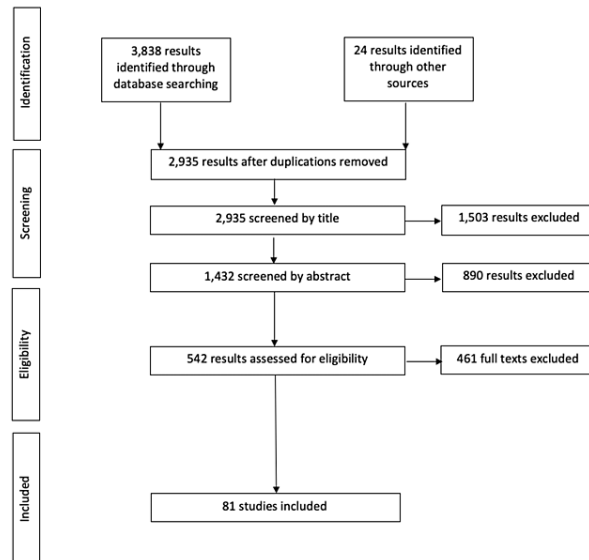 Identification
3,838 results
identified through
database searching
24 results identified
through other
sources
2,935 results after duplications removed
Screening
2,935 screened by title
1,503 results excluded
1,432 screened by abstract
890 results excluded
Eligibility
542 results assessed for eligibility
461 full texts excluded
Included
81 studies included